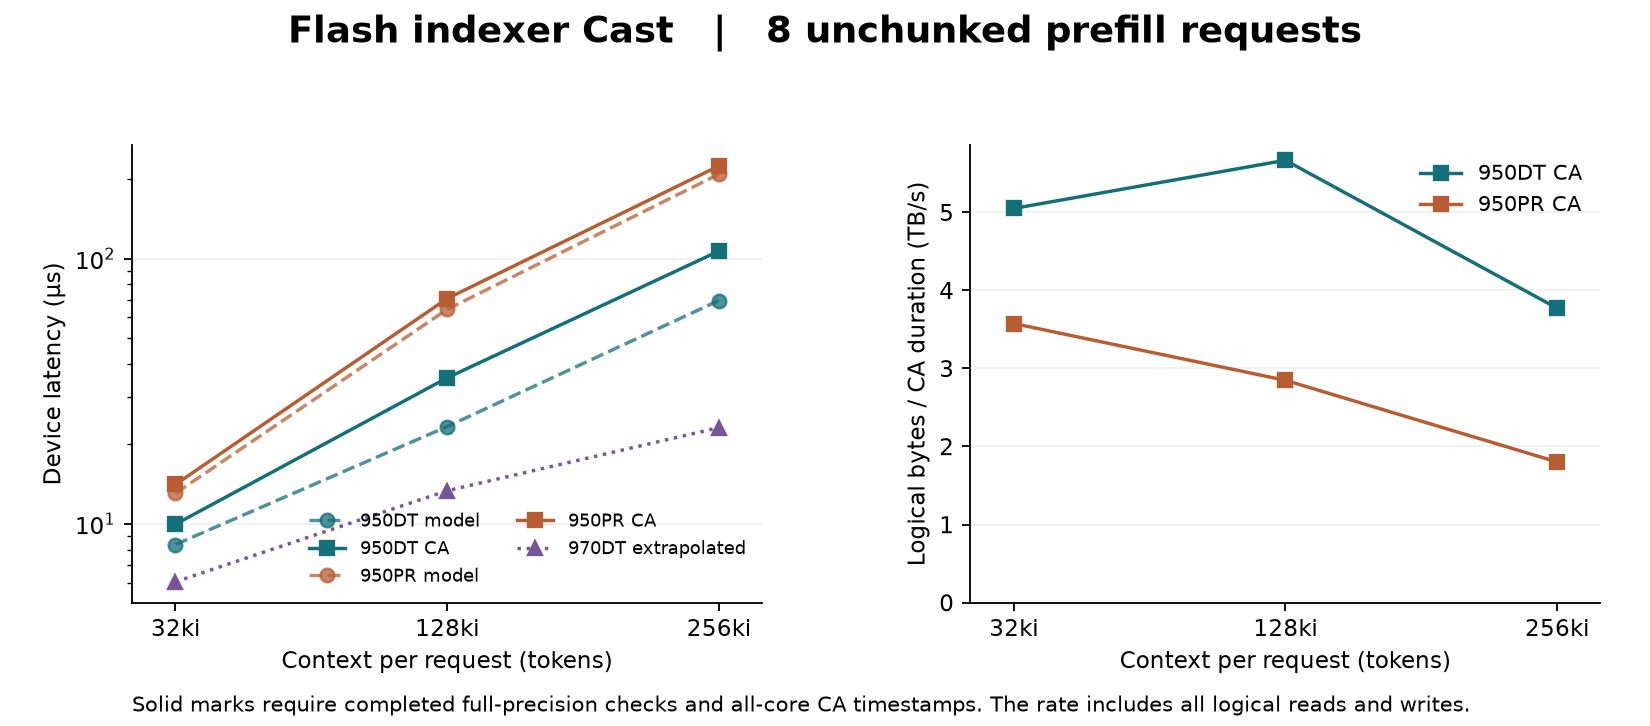 Flash indexer Cast | 8 unchunked prefill requests
Device latency (µs)
10²
10¹
950DT model
950DT CA
950PR model
950PR CA
970DT extrapolated
32ki
128ki
256ki
Context per request (tokens)
Logical bytes / CA duration (TB/s)
5
4
3
2
1
0
950DT CA
950PR CA
32ki
128ki
256ki
Context per request (tokens)
Solid marks require completed full-precision checks and all-core CA timestamps. The rate includes all logical reads and writes.